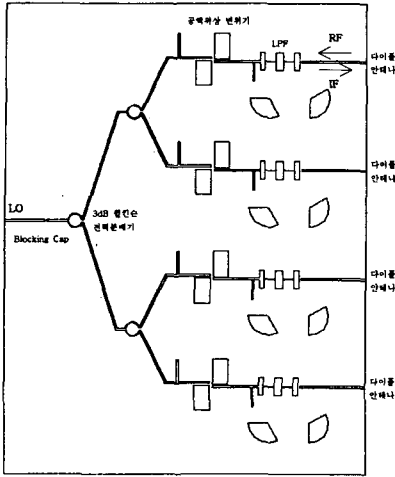 공액위상 변위기
LPF
RF
IF
다이폴
안테나
다이폴
안테나
LO
3dB 윌킨슨
전력분배기
Blocking Cap
다이폴
안테나
다이폴
안테나